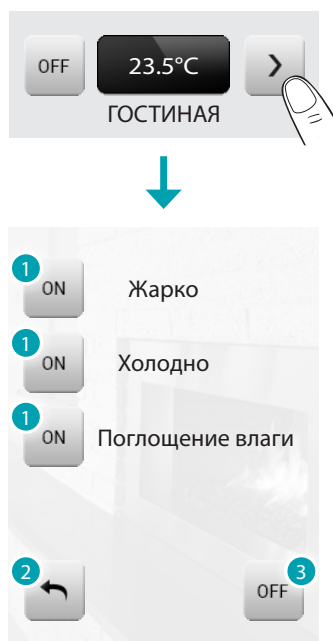 OFF 23.5°C >
ГОСТИНАЯ
1
ON Жарко
1
ON Холодно
1
ON Поглощение влаги
2 3
OFF